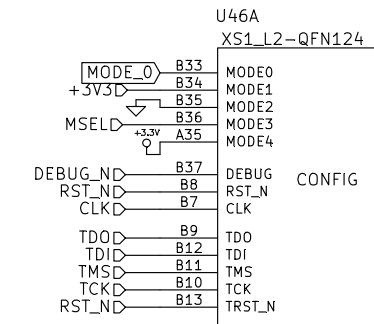 U46A
XS1_L2-QFN124
MODE_0 B33 MODE0
+3V3 B34 MODE1
B35 MODE2
MSEL B36 MODE3
+3.3V A35 MODE4
DEBUG_N B37 DEBUG
CONFIG
RST_N B8 RST_N
CLK B7 CLK
TDO B9 TDO
TDI B12 TDI
TMS B11 TMS
TCK B10 TCK
RST_N B13 TRST_N